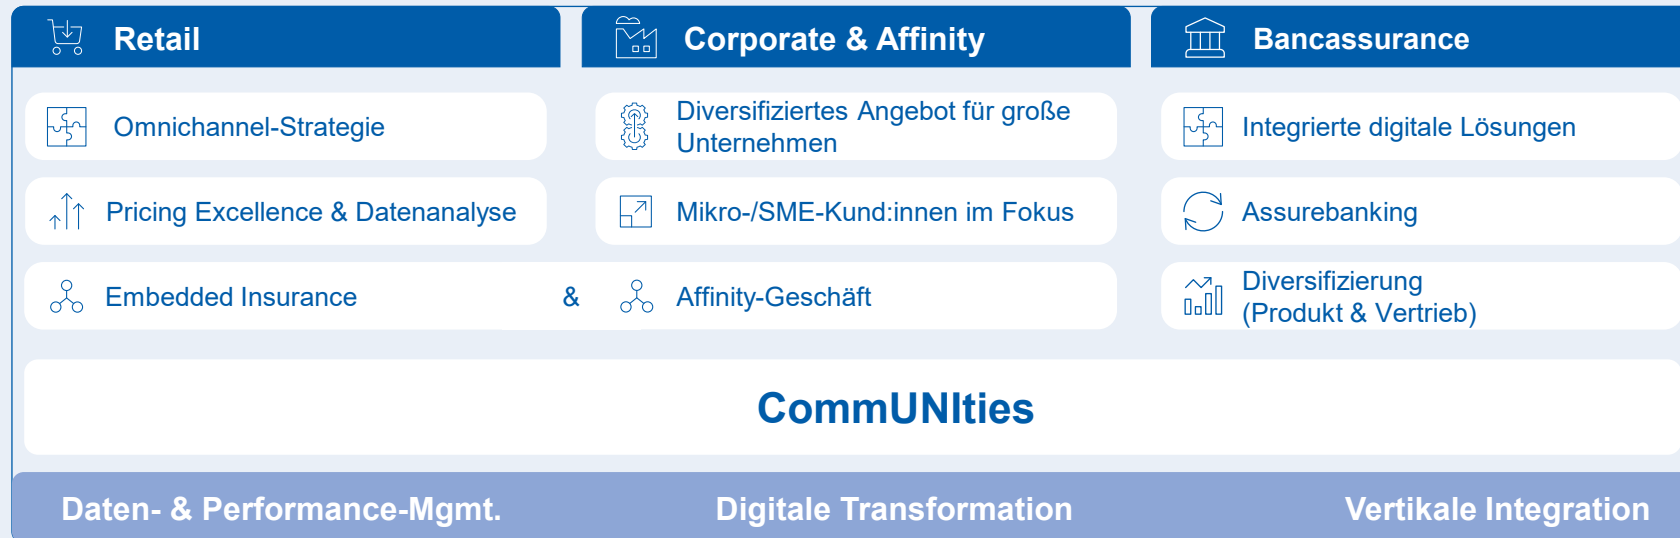 Retail
Corporate & Affinity
Bancassurance
Omnichannel-Strategie
Diversifiziertes Angebot für große
Unternehmen
Integrierte digitale Lösungen
Pricing Excellence & Datenanalyse
Mikro-/SME-Kund:innen im Fokus
Assurebanking
Embedded Insurance & Affinity-Geschäft
Diversifizierung
(Produkt & Vertrieb)
CommUNIties
Daten- & Performance-Mgmt.
Digitale Transformation
Vertikale Integration